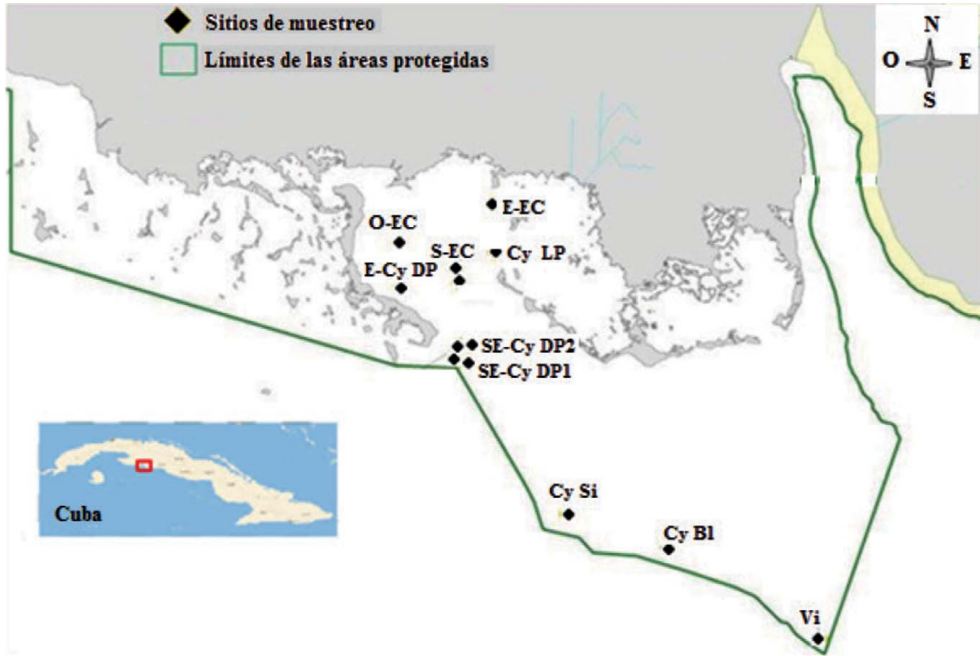 Sitios de muestreo
Límites de las áreas protegidas
N
O E
S
E-EC
O-EC
S-EC
Cy LP
E-Cy DP
SE-Cy DP2
SE-Cy DP1
Cy Si
Cy Bl
Vi
Cuba